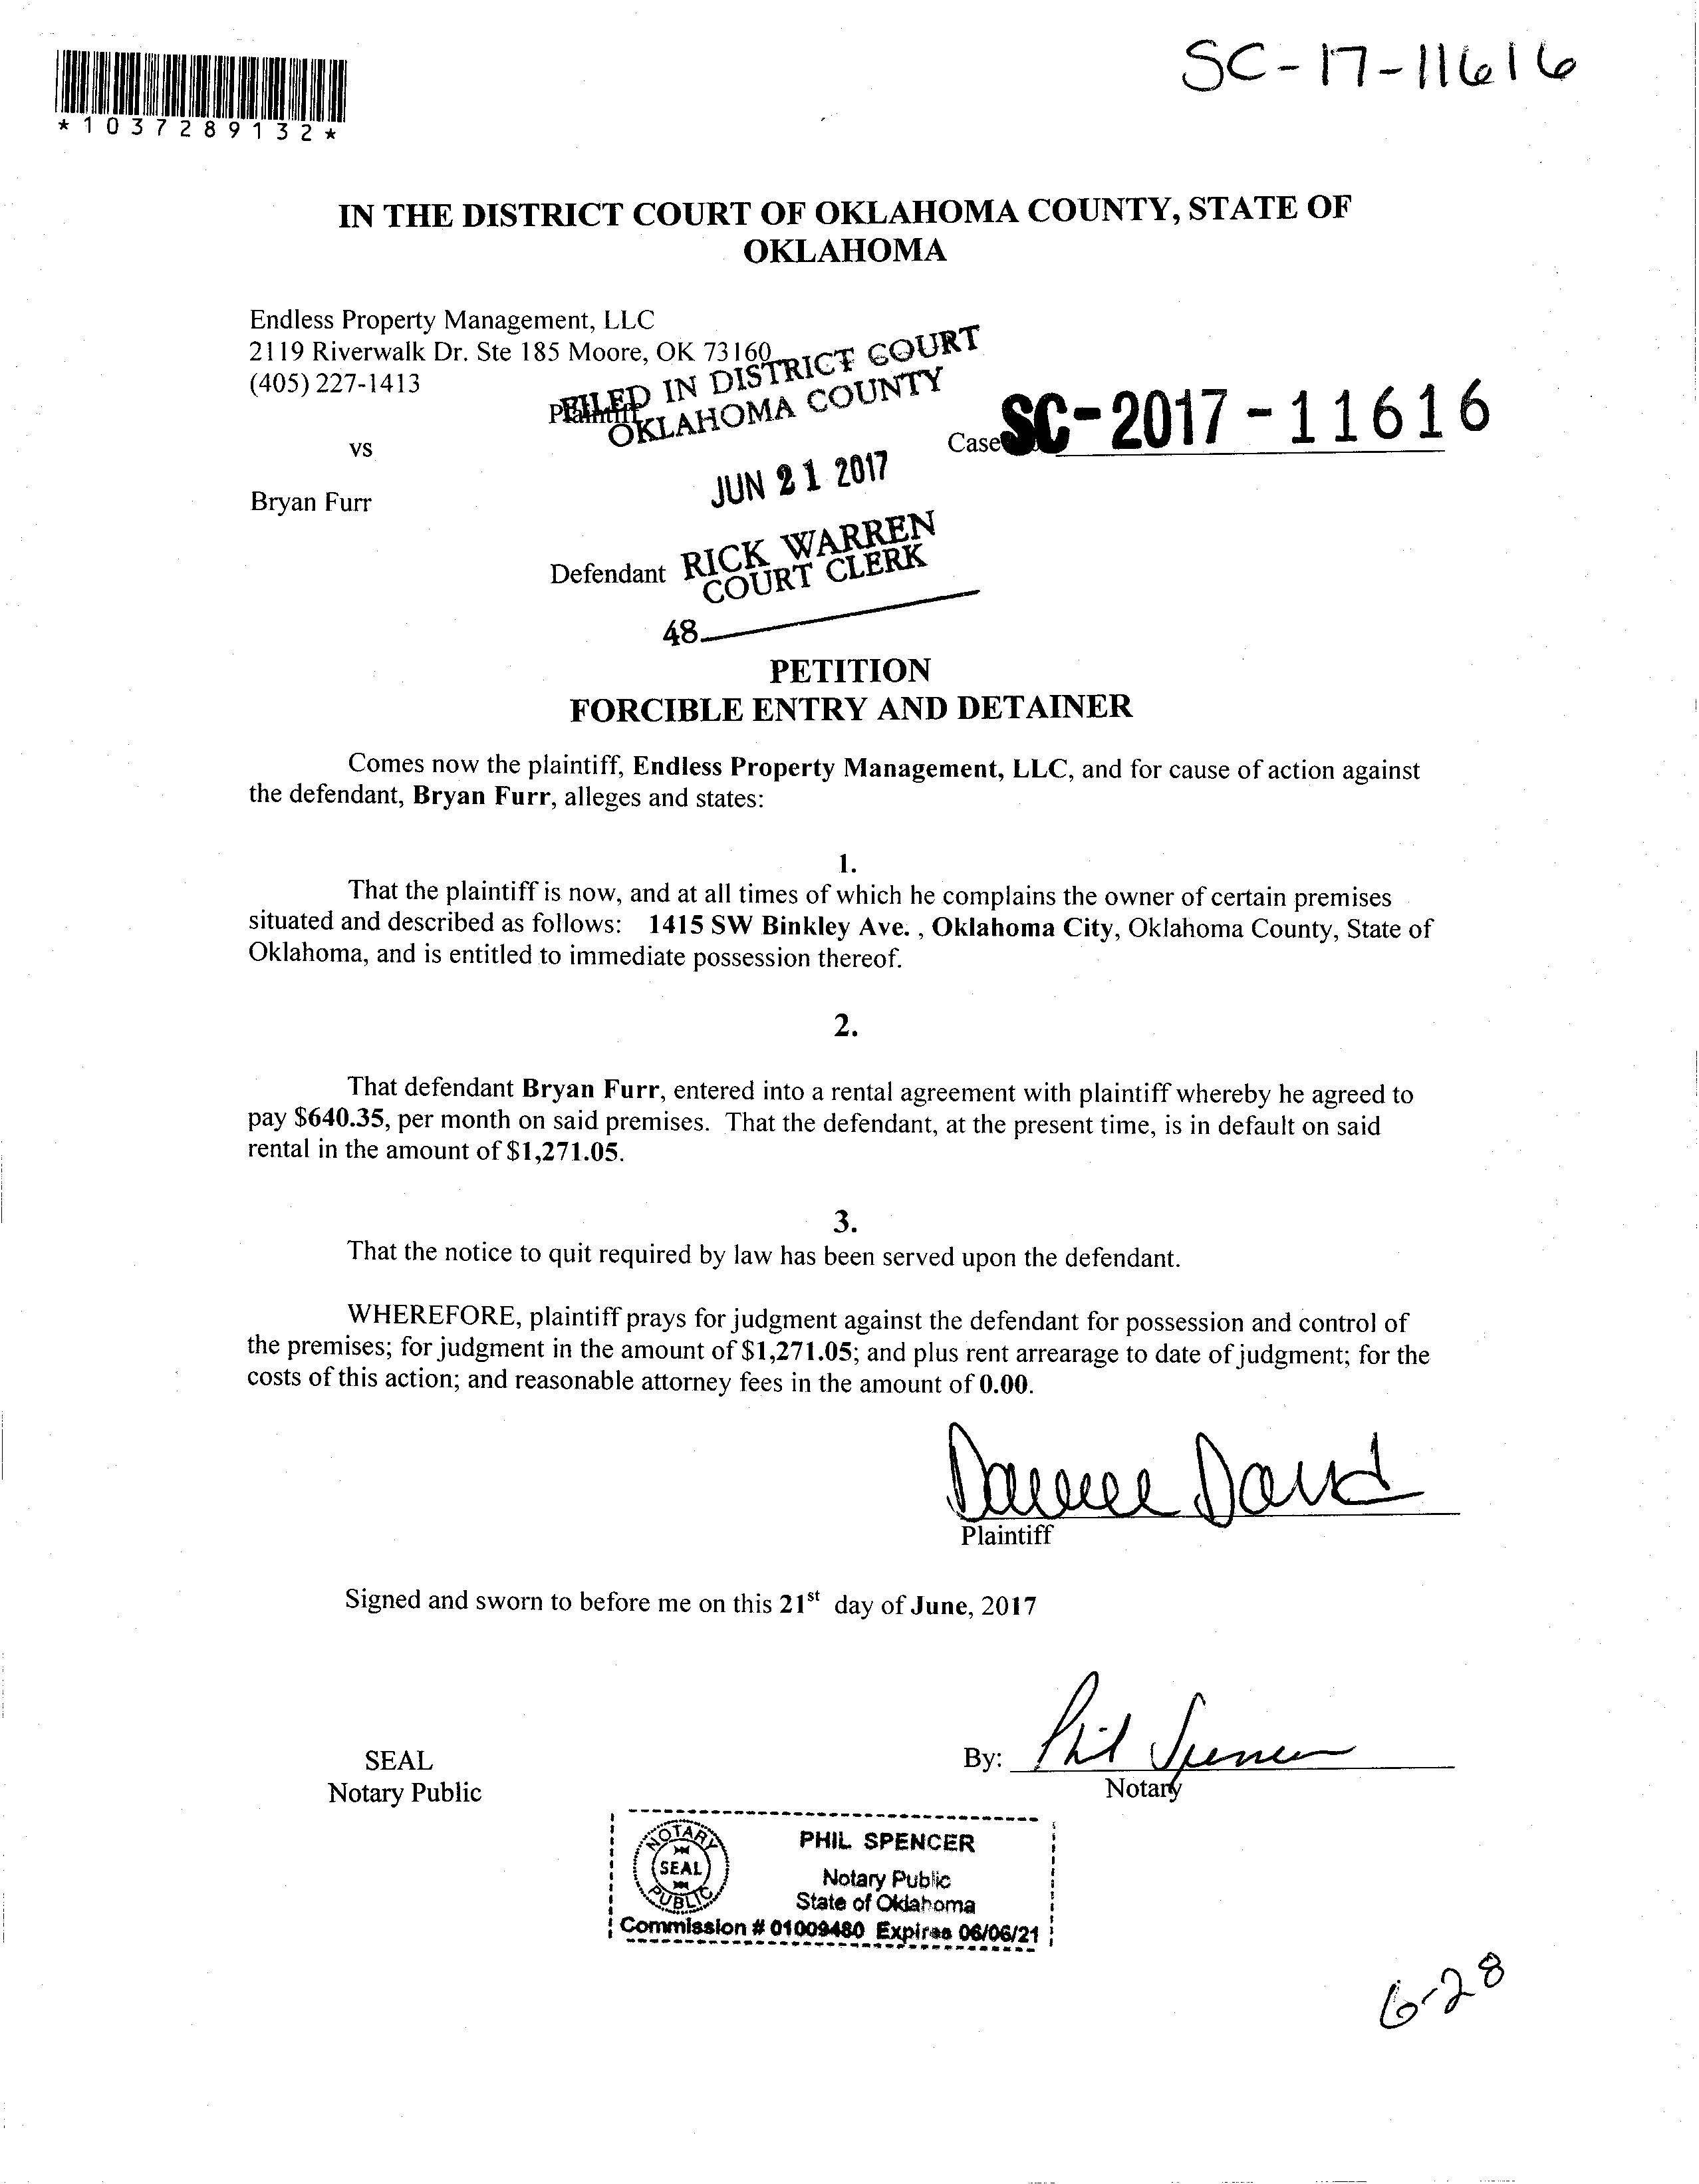 SC-17-11616
*1037289132*
IN THE DISTRICT COURT OF OKLAHOMA COUNTY, STATE OF
OKLAHOMA
Endless Property Management, LLC
2119 Riverwalk Dr. Ste 185 Moore, OK 73160
(405) 227-1413
Plaintiff
FILED IN DISTRICT COURT
OKLAHOMA COUNTY
vs
Case SC-2017-11616
JUN 21 2017
Bryan Furr
Defendant
RICK WARREN
COURT CLERK
48
PETITION
FORCIBLE ENTRY AND DETAINER
Comes now the plaintiff, Endless Property Management, LLC, and for cause of action against
the defendant, Bryan Furr, alleges and states:
1.
That the plaintiff is now, and at all times of which he complains the owner of certain premises
situated and described as follows: 1415 SW Binkley Ave. , Oklahoma City, Oklahoma County, State of
Oklahoma, and is entitled to immediate possession thereof.
2.
That defendant Bryan Furr, entered into a rental agreement with plaintiff whereby he agreed to
pay $640.35, per month on said premises. That the defendant, at the present time, is in default on said
rental in the amount of $1,271.05.
3.
That the notice to quit required by law has been served upon the defendant.
WHEREFORE, plaintiff prays for judgment against the defendant for possession and control of
the premises; for judgment in the amount of $1,271.05; and plus rent arrearage to date of judgment; for the
costs of this action; and reasonable attorney fees in the amount of 0.00.
Plaintiff
Signed and sworn to before me on this 21st day of June, 2017
SEAL
Notary Public
By: Phil Spencer
Notary
NOTARY
SEAL
PUBLIC
PHIL SPENCER
Notary Public
State of Oklahoma
Commission # 01009480 Expires 06/06/21
6-28